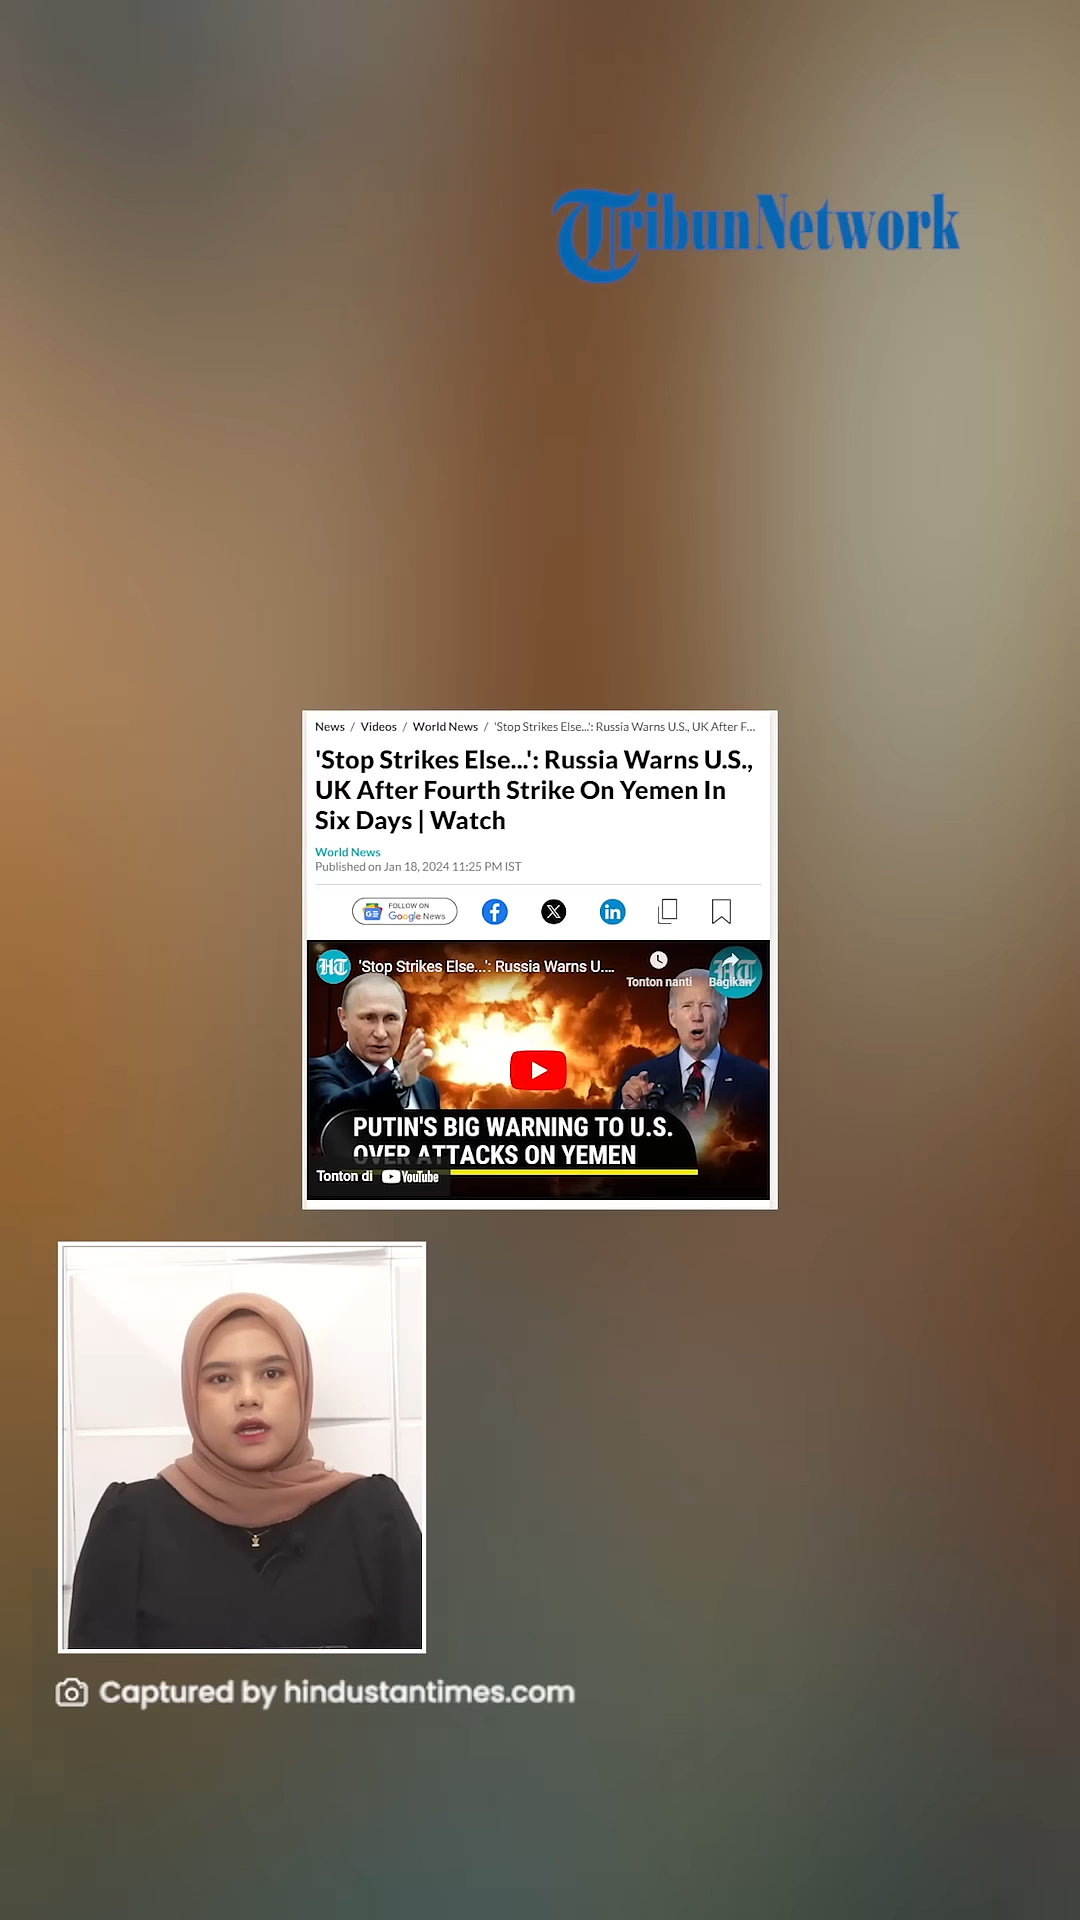 TribunNetwork
News / Videos / World News / 'Stop Strikes Else...': Russia Warns U.S., UK After F...
'Stop Strikes Else...': Russia Warns U.S.,
UK After Fourth Strike On Yemen In
Six Days | Watch
World News
Published on Jan 18, 2024 11:25 PM IST
FOLLOW ON
Google News
HT
'Stop Strikes Else...': Russia Warns U....
Tonton nanti
Bagikan
HT
PUTIN'S BIG WARNING TO U.S.
OVER ATTACKS ON YEMEN
Tonton di YouTube
Captured by hindustantimes.com